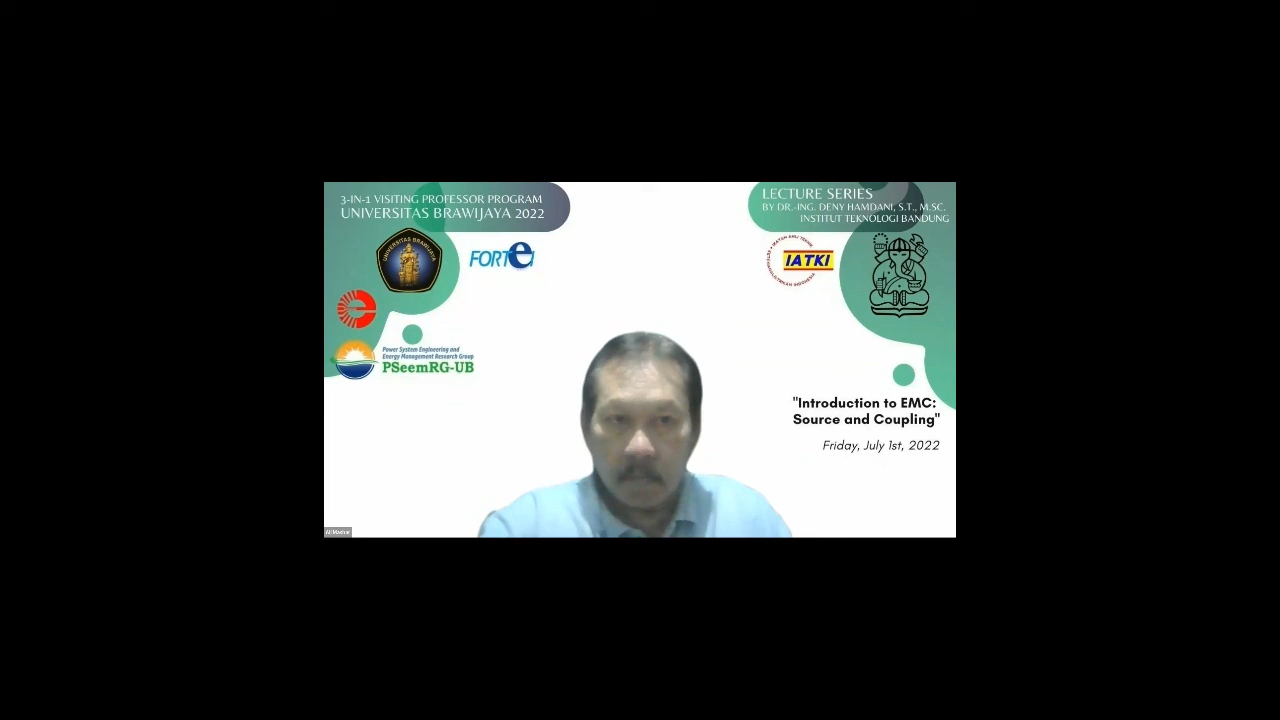 3-IN-1 VISITING PROFESSOR PROGRAM
UNIVERSITAS BRAWIJAYA 2022
LECTURE SERIES
BY DR.-ING. DENY HAMDANI, S.T., M.SC.
INSTITUT TEKNOLOGI BANDUNG
UNIVERSITAS BRAWIJAYA
FORTEI
IATKI
Power System Engineering and
Energy Management Research Group
PSeemRG-UB
"Introduction to EMC:
Source and Coupling"
Friday, July 1st, 2022